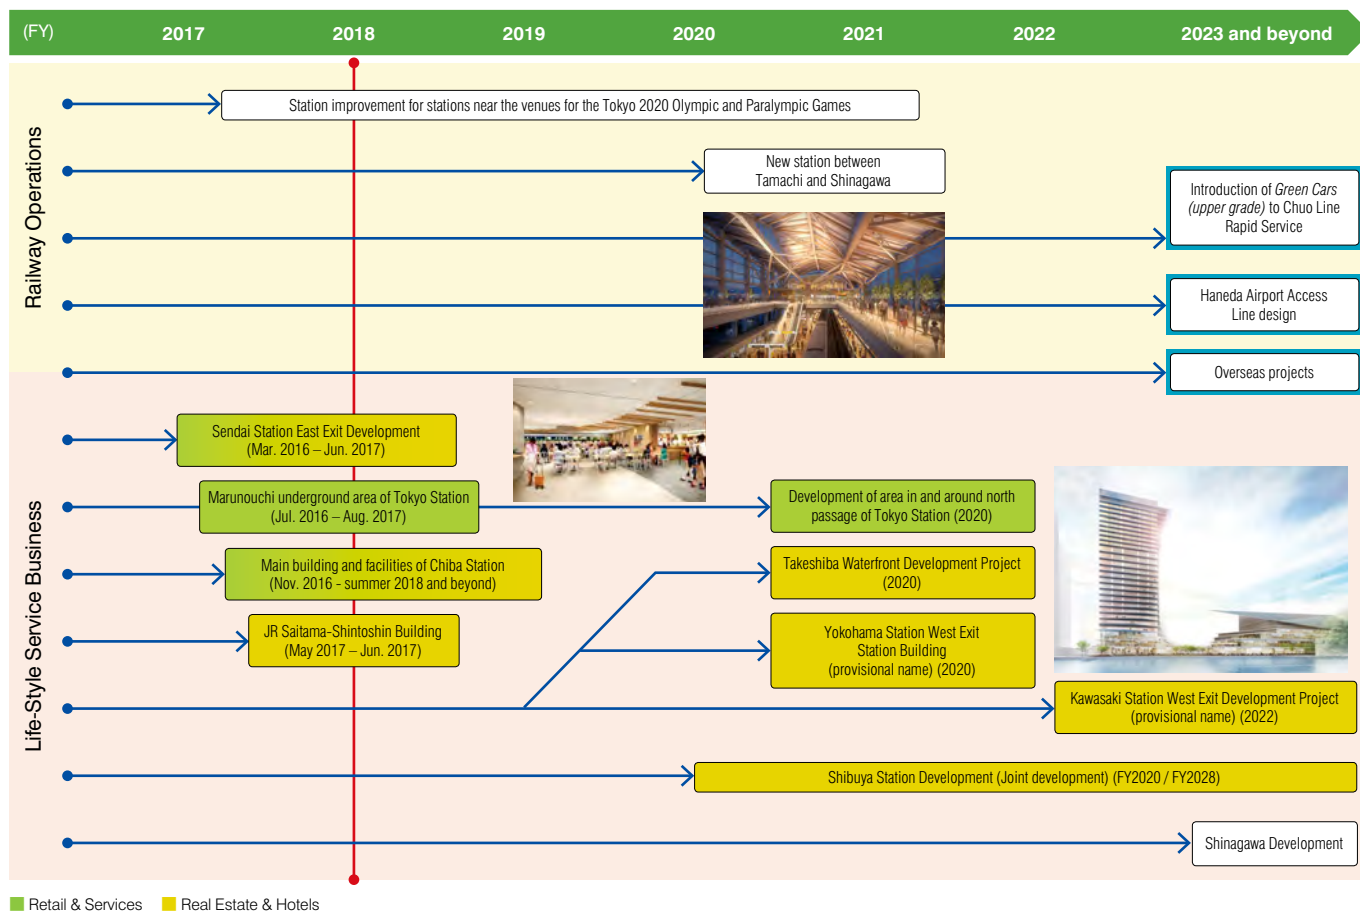 (FY) 2017 2018 2019 2020 2021 2022 2023 and beyond
Railway Operations
Station improvement for stations near the venues for the Tokyo 2020 Olympic and Paralympic Games
New station between
Tamachi and Shinagawa
Introduction of Green Cars
(upper grade) to Chuo Line
Rapid Service
Haneda Airport Access
Line design
Overseas projects
Life-Style Service Business
Sendai Station East Exit Development
(Mar. 2016 – Jun. 2017)
Marunouchi underground area of Tokyo Station
(Jul. 2016 – Aug. 2017)
Development of area in and around north
passage of Tokyo Station (2020)
Main building and facilities of Chiba Station
(Nov. 2016 - summer 2018 and beyond)
Takeshiba Waterfront Development Project
(2020)
JR Saitama-Shintoshin Building
(May 2017 – Jun. 2017)
Yokohama Station West Exit
Station Building
(provisional name) (2020)
Kawasaki Station West Exit Development Project
(provisional name) (2022)
Shibuya Station Development (Joint development) (FY2020 / FY2028)
Shinagawa Development
Retail & Services Real Estate & Hotels